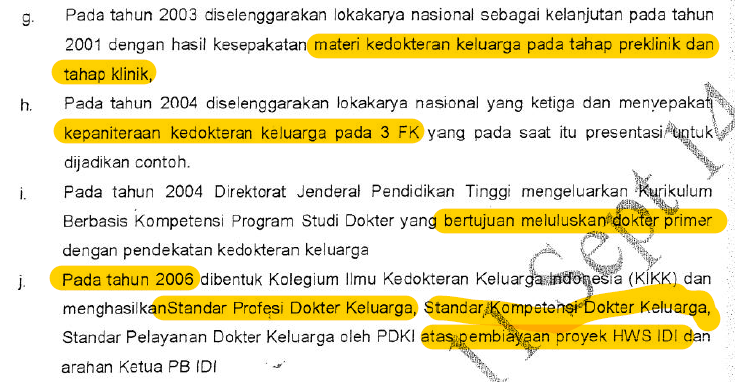 g. Pada tahun 2003 diselenggarakan lokakarya nasional sebagai kelanjutan pada tahun
2001 dengan hasil kesepakatan materi kedokteran keluarga pada tahap preklinik dan
tahap klinik,
h. Pada tahun 2004 diselenggarakan lokakarya nasional yang ketiga dan menyepakati
kepaniteraan kedokteran keluarga pada 3 FK yang pada saat itu presentasi untuk
dijadikan contoh.
i. Pada tahun 2004 Direktorat Jenderal Pendidikan Tinggi mengeluarkan Kurikulum
Berbasis Kompetensi Program Studi Dokter yang bertujuan meluluskan dokter primer
dengan pendekatan kedokteran keluarga
j. Pada tahun 2006 dibentuk Kolegium Ilmu Kedokteran Keluarga Indonesia (KIKK) dan
menghasilkanStandar Profesi Dokter Keluarga, Standar Kompetensi Dokter Keluarga,
Standar Pelayanan Dokter Keluarga oleh PDKI atas pembiayaan proyek HWS IDI dan
arahan Ketua PB IDI
Sept 14